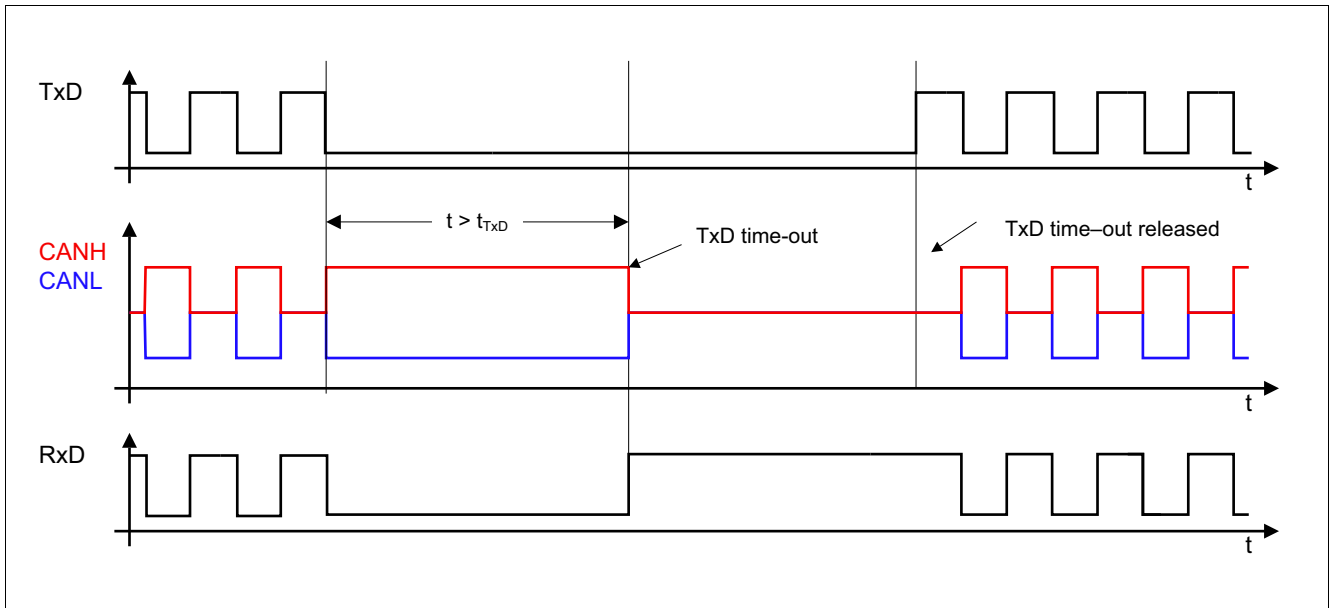 TxD
t
t > tTxD
TxD time-out
TxD time–out released
CANH
CANL
t
RxD
t